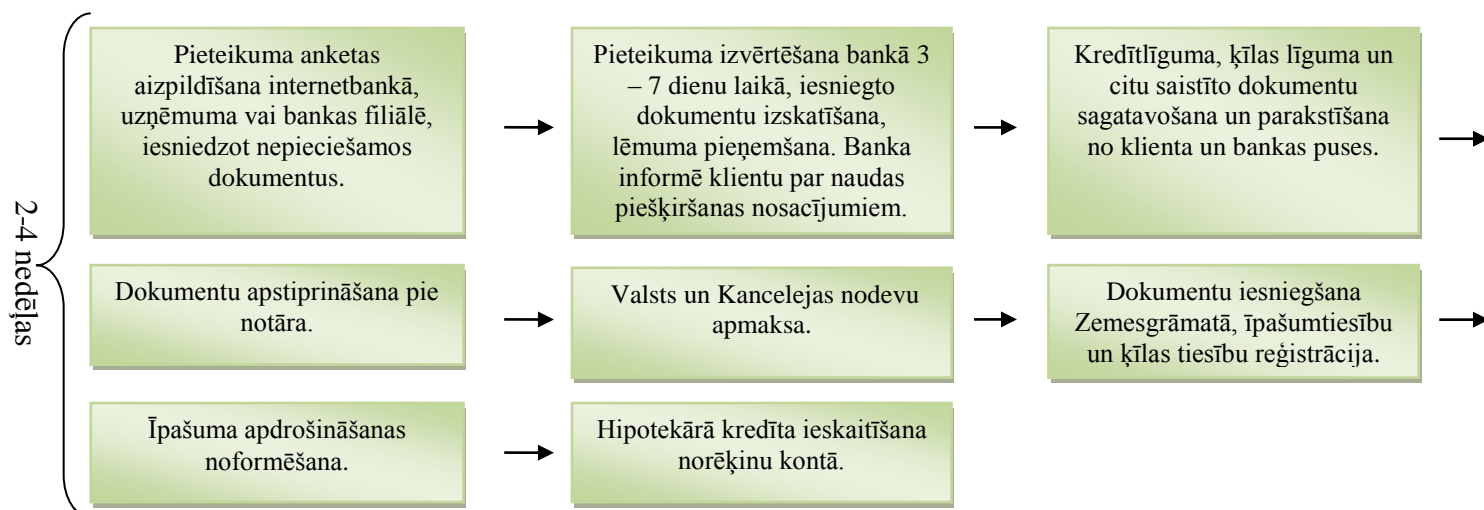 2-4 nedēļas
Pieteikuma anketas
aizpildīšana internetbankā,
uzņēmuma vai bankas filiālē,
iesniedzot nepieciešamos
dokumentus.
Pieteikuma izvērtēšana bankā 3
– 7 dienu laikā, iesniegto
dokumentu izskatīšana,
lēmuma pieņemšana. Banka
informē klientu par naudas
piešķiršanas nosacījumiem.
Kredītlīguma, ķīlas līguma un
citu saistīto dokumentu
sagatavošana un parakstīšana
no klienta un bankas puses.
Dokumentu apstiprināšana pie
notāra.
Valsts un Kancelejas nodevu
apmaksa.
Dokumentu iesniegšana
Zemesgrāmatā, īpašumtiesību
un ķīlas tiesību reģistrācija.
Īpašuma apdrošināšanas
noformēšana.
Hipotekārā kredīta ieskaitīšana
norēķinu kontā.